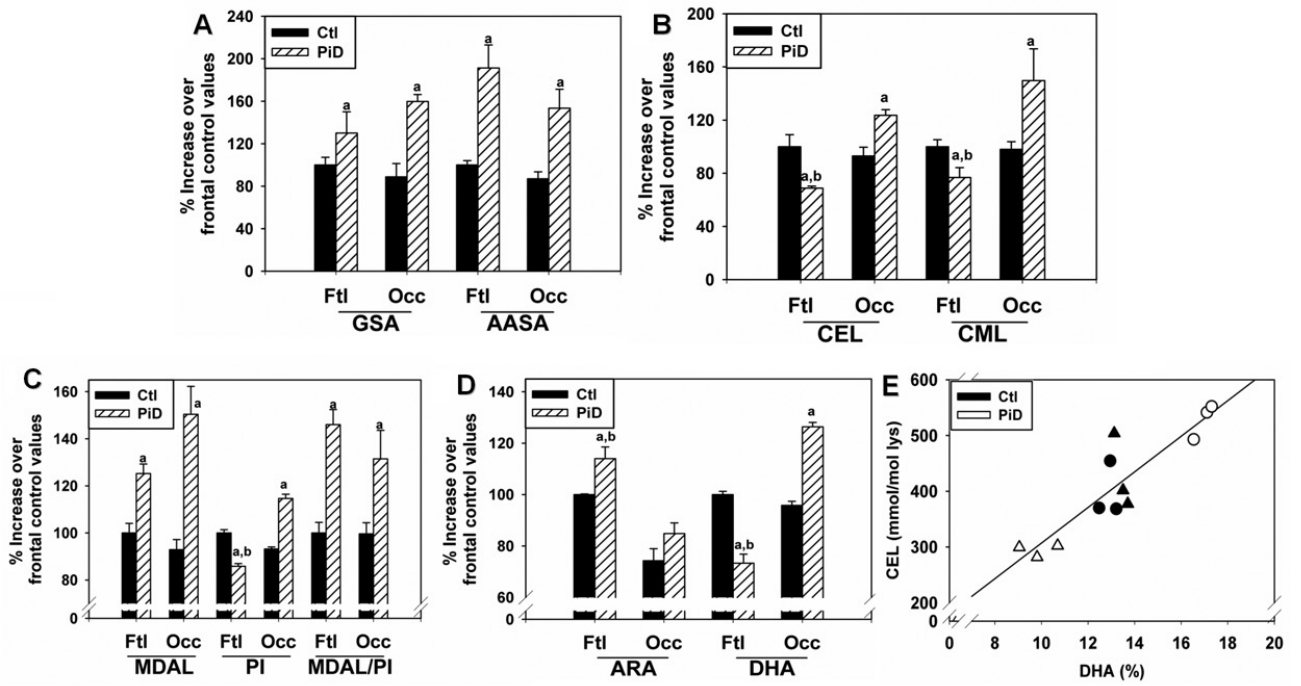 A
% Increase over
frontal control values
240
200
160
120
80
40
0
Ctl
PiD
a
a
a
a
Ftl Occ Ftl Occ
GSA AASA
B
% Increase over
frontal control values
200
160
120
80
40
0
Ctl
PiD
a,b
a
a,b
a
Ftl Occ Ftl Occ
CEL CML
C
% Increase over
frontal control values
160
140
120
100
80
0
Ctl
PiD
a
a
a,b
a
a
a
Ftl Occ Ftl Occ Ftl Occ
MDAL PI MDAL/PI
D
% Increase over
frontal control values
140
120
100
80
60
0
Ctl
PiD
a,b
a,b
a
Ftl Occ Ftl Occ
ARA DHA
E
CEL (mmol/mol lys)
600
500
400
300
200
0
Ctl
PiD
0 8 10 12 14 16 18 20
DHA (%)